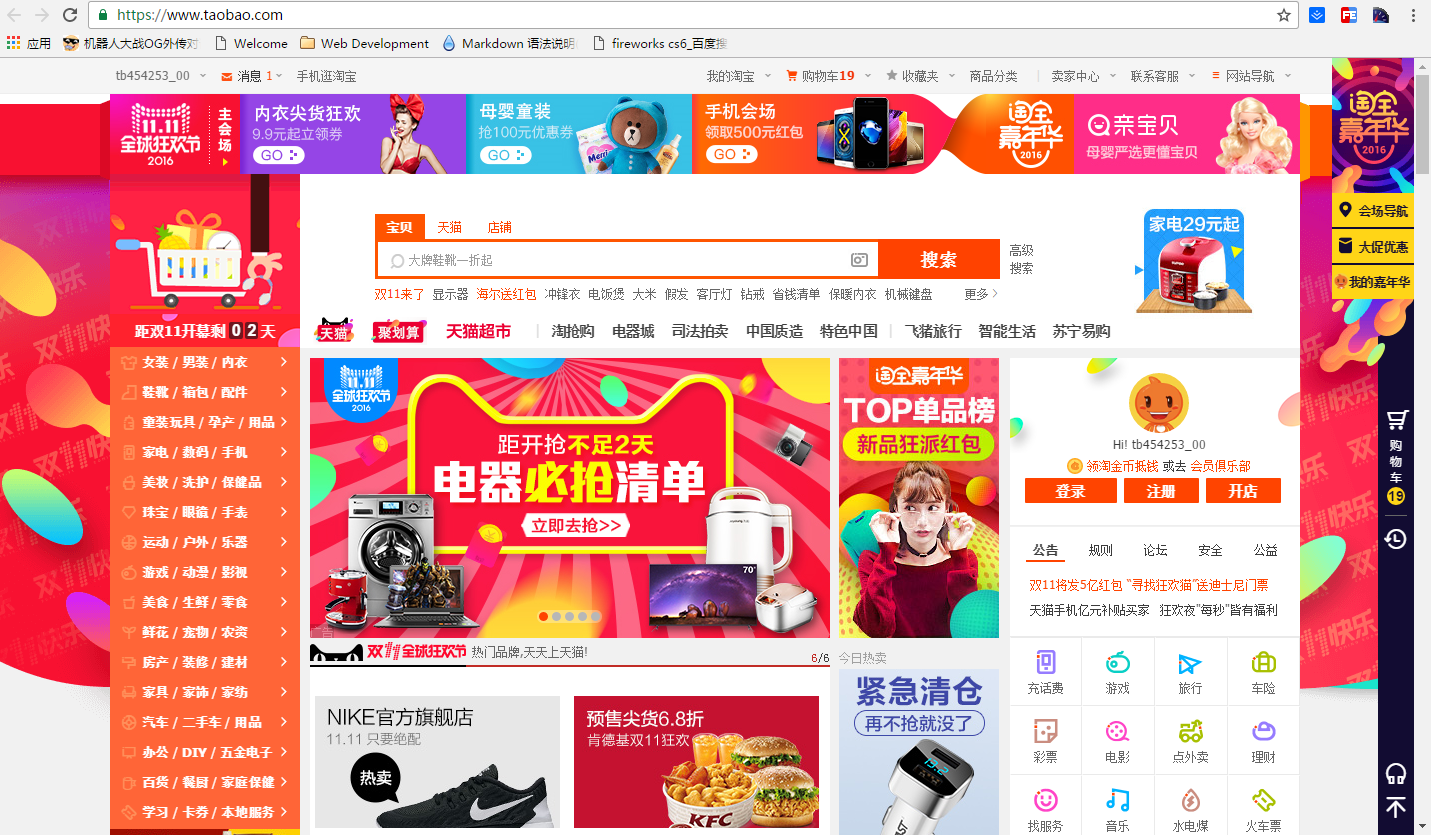 https://www.taobao.com
应用
机器人大战OG外传对
Welcome
Web Development
Markdown 语法说明
fireworks cs6_百度搜
tb454253_00
消息 1
手机逛淘宝
我的淘宝
购物车19
收藏夹
商品分类
卖家中心
联系客服
网站导航
11.11
全球狂欢节
2016
主会场
内衣尖货狂欢
9.9元起立领券
GO
母婴童装
抢100元优惠券
GO
Merri
手机会场
领取500元红包
GO
淘宝
嘉年华
2016
亲宝贝
母婴严选更懂宝贝
淘宝
嘉年华
2016
会场导航
大促优惠
我的嘉年华
距双11开幕剩02天
宝贝
天猫
店铺
大牌鞋靴一折起
搜索
高级
搜索
双11来了 显示器 海尔送红包 冲锋衣 电饭煲 大米 假发 客厅灯 钻戒 省钱清单 保暖内衣 机械键盘 更多
家电29元起
天猫
聚划算
天猫超市
淘抢购
电器城
司法拍卖
中国质造
特色中国
飞猪旅行
智能生活
苏宁易购
女装 / 男装 / 内衣
鞋靴 / 箱包 / 配件
童装玩具 / 孕产 / 用品
家电 / 数码 / 手机
美妆 / 洗护 / 保健品
珠宝 / 眼镜 / 手表
运动 / 户外 / 乐器
游戏 / 动漫 / 影视
美食 / 生鲜 / 零食
鲜花 / 宠物 / 农资
房产 / 装修 / 建材
家具 / 家饰 / 家纺
汽车 / 二手车 / 用品
办公 / DIY / 五金电子
百货 / 餐厨 / 家庭保健
学习 / 卡券 / 本地服务
11.11
全球狂欢节
2016
距开抢不足2天
电器必抢清单
立即去抢>>
70"
广告
淘宝嘉年华
TOP单品榜
新品狂派红包
Hi! tb454253_00
领淘金币抵钱 或去 会员俱乐部
登录
注册
开店
公告
规则
论坛
安全
公益
双11将发5亿红包 "寻找狂欢猫"送迪士尼门票
天猫手机亿元补贴买家 狂欢夜"每秒"皆有福利
购物车
19
双11全球狂欢节
热门品牌,天天上天猫!
6/6
今日热卖
NIKE官方旗舰店
11.11 只要绝配
热卖
预售尖货6.8折
肯德基双11狂欢
KFC
紧急清仓
再不抢就没了
充话费
游戏
旅行
车险
彩票
电影
点外卖
理财
找服务
音乐
水电煤
火车票